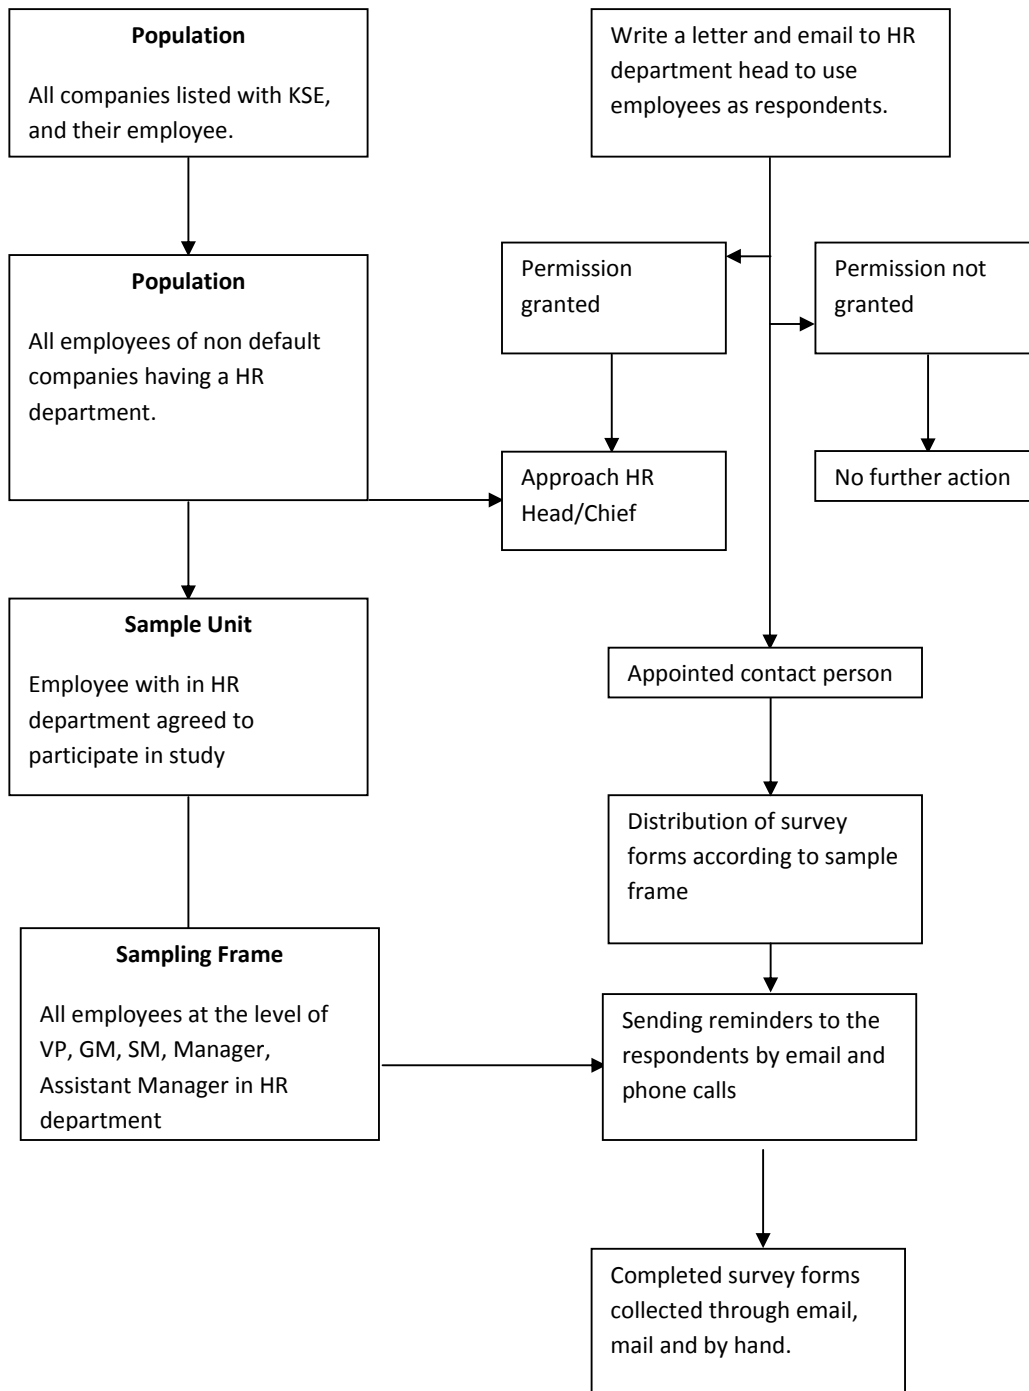 Population
All companies listed with KSE,
and their employee.
Write a letter and email to HR
department head to use
employees as respondents.
Population
All employees of non default
companies having a HR
department.
Permission
granted
Permission not
granted
Approach HR
Head/Chief
No further action
Sample Unit
Employee with in HR
department agreed to
participate in study
Appointed contact person
Distribution of survey
forms according to sample
frame
Sampling Frame
All employees at the level of
VP, GM, SM, Manager,
Assistant Manager in HR
department
Sending reminders to the
respondents by email and
phone calls
Completed survey forms
collected through email,
mail and by hand.